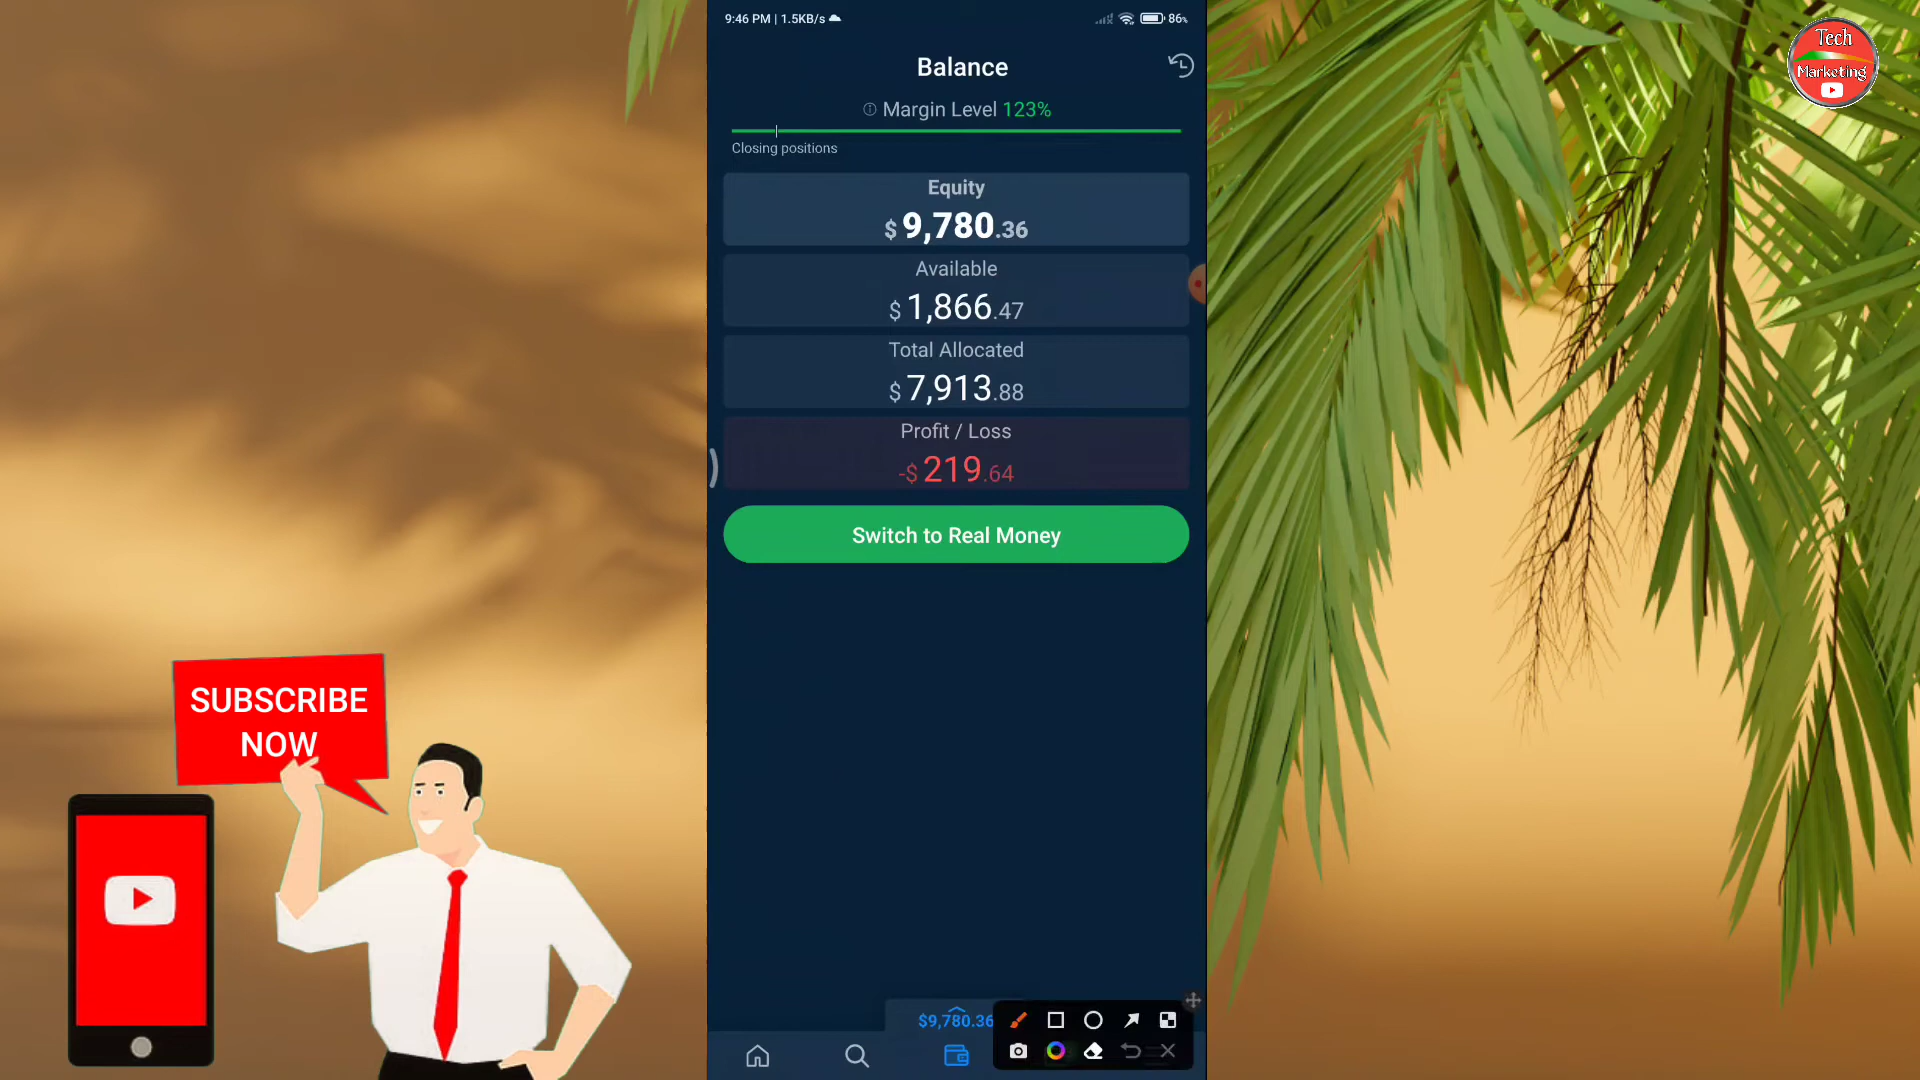 9:46 PM | 1.5KB/s
86%
Balance
Margin Level 123%
Closing positions
Equity
$ 9,780.36
Available
$ 1,866.47
Total Allocated
$ 7,913.88
Profit / Loss
-$ 219.64
Switch to Real Money
$9,780.36
SUBSCRIBE
NOW
Tech
Marketing